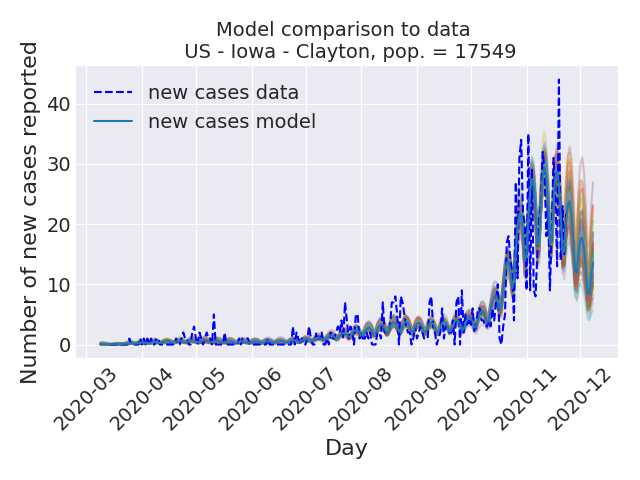 Model comparison to data
US - Iowa - Clayton, pop. = 17549
Number of new cases reported
new cases data
new cases model
40
30
20
10
0
2020-03
2020-04
2020-05
2020-06
2020-07
2020-08
2020-09
2020-10
2020-11
2020-12
Day